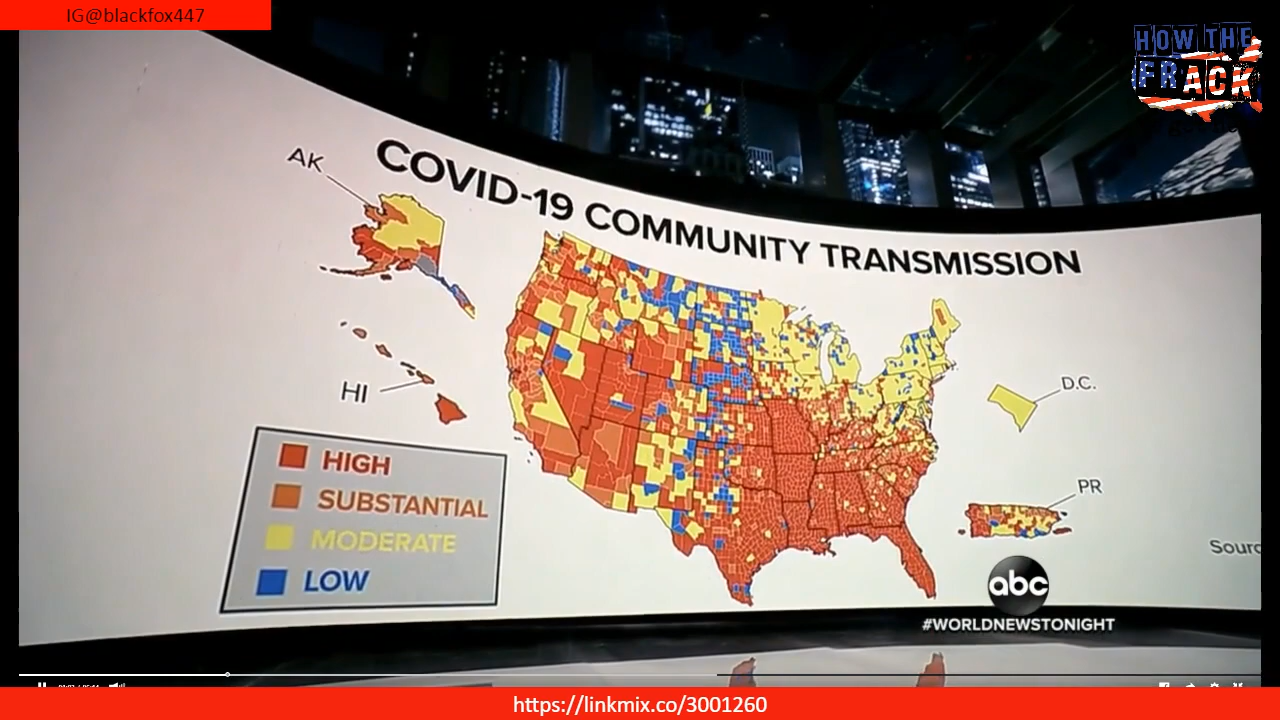 IG@blackfox447
HOW THE
FRACK
COVID-19 COMMUNITY TRANSMISSION
AK
HI
D.C.
PR
HIGH
SUBSTANTIAL
MODERATE
LOW
abc
#WORLDNEWSTONIGHT
https://linkmix.co/3001260